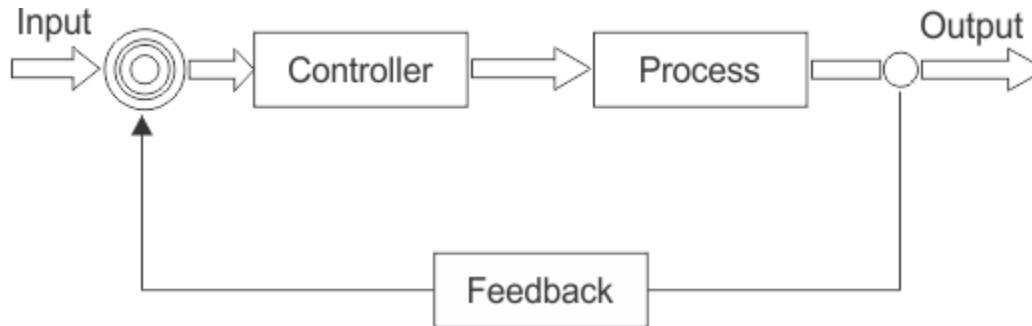 Input
Output
Controller
Process
Feedback